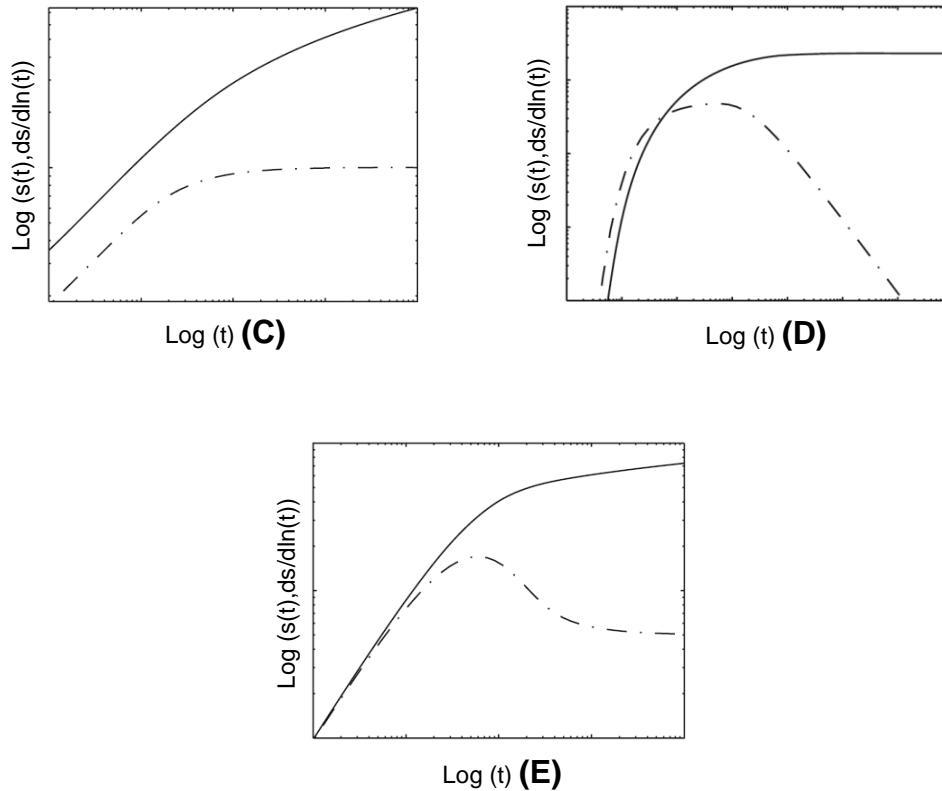 Log (s(t),ds/dln(t))
Log (t) (C)
Log (s(t),ds/dln(t))
Log (t) (D)
Log (s(t),ds/dln(t))
Log (t) (E)